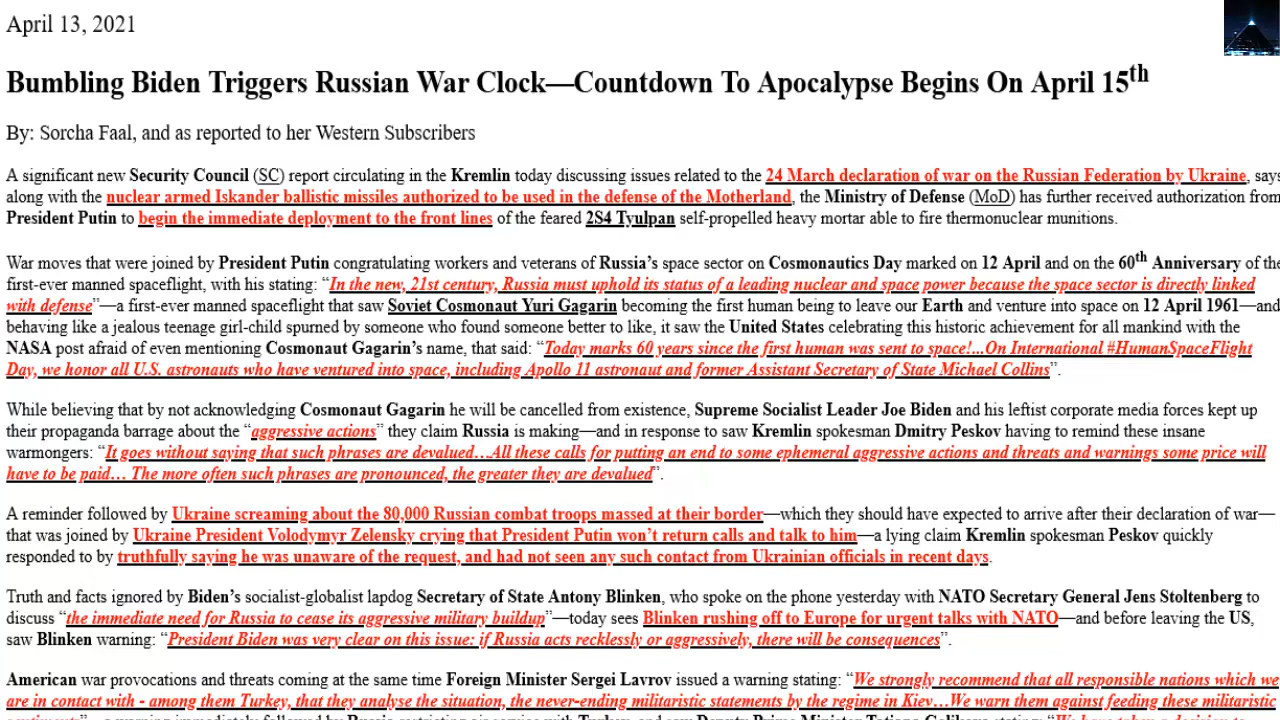 April 13, 2021
Bumbling Biden Triggers Russian War Clock—Countdown To Apocalypse Begins On April 15th
By: Sorcha Faal, and as reported to her Western Subscribers
A significant new Security Council (SC) report circulating in the Kremlin today discussing issues related to the 24 March declaration of war on the Russian Federation by Ukraine, says
along with the nuclear armed Iskander ballistic missiles authorized to be used in the defense of the Motherland, the Ministry of Defense (MoD) has further received authorization from
President Putin to begin the immediate deployment to the front lines of the feared 2S4 Tyulpan self-propelled heavy mortar able to fire thermonuclear munitions.
War moves that were joined by President Putin congratulating workers and veterans of Russia's space sector on Cosmonautics Day marked on 12 April and on the 60th Anniversary of the
first-ever manned spaceflight, with his stating: “In the new, 21st century, Russia must uphold its status of a leading nuclear and space power because the space sector is directly linked
with defense”—a first-ever manned spaceflight that saw Soviet Cosmonaut Yuri Gagarin becoming the first human being to leave our Earth and venture into space on 12 April 1961—and
behaving like a jealous teenage girl-child spurned by someone who found someone better to like, it saw the United States celebrating this historic achievement for all mankind with the
NASA post afraid of even mentioning Cosmonaut Gagarin's name, that said: “Today marks 60 years since the first human was sent to space!...On International #HumanSpaceFlight
Day, we honor all U.S. astronauts who have ventured into space, including Apollo 11 astronaut and former Assistant Secretary of State Michael Collins”.
While believing that by not acknowledging Cosmonaut Gagarin he will be cancelled from existence, Supreme Socialist Leader Joe Biden and his leftist corporate media forces kept up
their propaganda barrage about the “aggressive actions” they claim Russia is making—and in response to saw Kremlin spokesman Dmitry Peskov having to remind these insane
warmongers: “It goes without saying that such phrases are devalued…All these calls for putting an end to some ephemeral aggressive actions and threats and warnings some price will
have to be paid… The more often such phrases are pronounced, the greater they are devalued”.
A reminder followed by Ukraine screaming about the 80,000 Russian combat troops massed at their border—which they should have expected to arrive after their declaration of war—
that was joined by Ukraine President Volodymyr Zelensky crying that President Putin won't return calls and talk to him—a lying claim Kremlin spokesman Peskov quickly
responded to by truthfully saying he was unaware of the request, and had not seen any such contact from Ukrainian officials in recent days.
Truth and facts ignored by Biden's socialist-globalist lapdog Secretary of State Antony Blinken, who spoke on the phone yesterday with NATO Secretary General Jens Stoltenberg to
discuss “the immediate need for Russia to cease its aggressive military buildup”—today sees Blinken rushing off to Europe for urgent talks with NATO—and before leaving the US,
saw Blinken warning: “President Biden was very clear on this issue: if Russia acts recklessly or aggressively, there will be consequences”.
American war provocations and threats coming at the same time Foreign Minister Sergei Lavrov issued a warning stating: “We strongly recommend that all responsible nations which we
are in contact with - among them Turkey, that they analyse the situation, the never-ending militaristic statements by the regime in Kiev…We warn them against feeding these militaristic